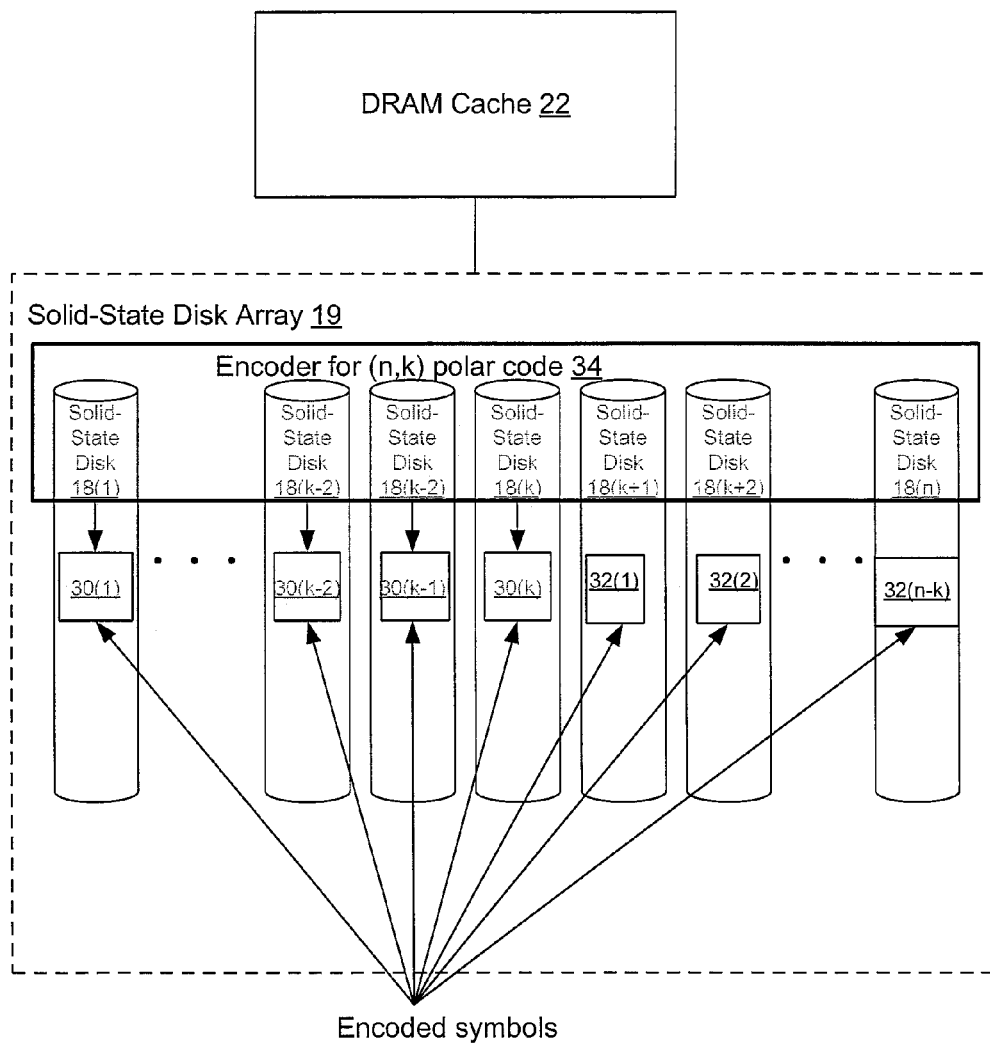 DRAM Cache 22
Solid-State Disk Array 19
Encoder for (n,k) polar code 34
Solid-
State
Disk
18(1)
Solid-
State
Disk
18(k-2)
Solid-
State
Disk
18(k-2)
Solid-
State
Disk
18(k)
Solid-
State
Disk
18(k+1)
Solid-
State
Disk
18(k+2)
Solid-
State
Disk
18(n)
30(1)
. . .
30(k-2)
30(k-1)
30(k)
32(1)
32(2)
. . .
32(n-k)
Encoded symbols